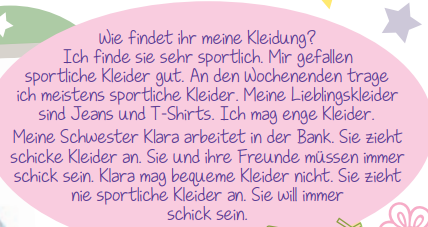 Wie findet ihr meine Kleidung?
Ich finde sie sehr sportlich. Mir gefallen
sportliche Kleider gut. An den Wochenenden trage
ich meistens sportliche Kleider. Meine Lieblingskleider
sind Jeans und T-Shirts. Ich mag enge Kleider.
Meine Schwester Klara arbeitet in der Bank. Sie zieht
schicke Kleider an. Sie und ihre Freunde müssen immer
schick sein. Klara mag bequeme Kleider nicht. Sie zieht
nie sportliche Kleider an. Sie will immer
schick sein.